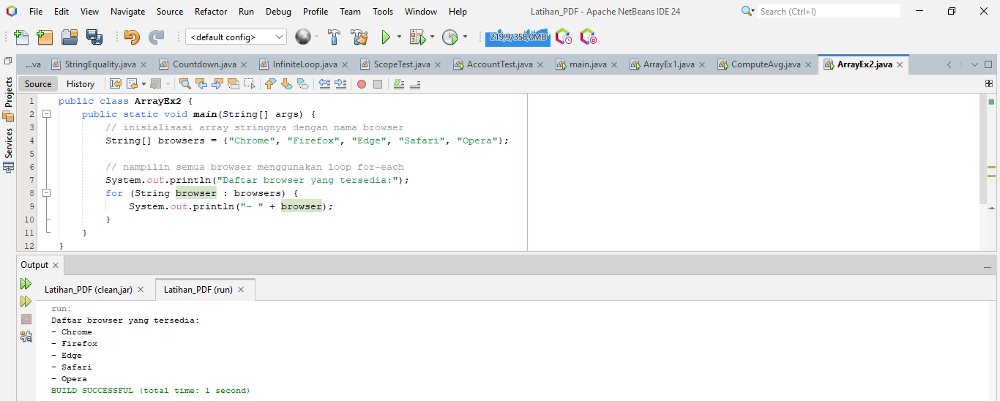 File Edit View Navigate Source Refactor Run Debug Profile Team Tools Window Help Latihan_PDF - Apache NetBeans IDE 24 Search (Ctrl+I)
<default config> 219,9/358,0MB
...va StringEquality.java Countdown.java InfiniteLoop.java ScopeTest.java AccountTest.java main.java ArrayEx1.java ComputeAvg.java ArrayEx2.java
Source History
Projects
Services
1 public class ArrayEx2 {
2 public static void main(String[] args) {
3 // inisialisasi array stringnya dengan nama browser
4 String[] browsers = {"Chrome", "Firefox", "Edge", "Safari", "Opera"};
5
6 // nampilin semua browser menggunakan loop for-each
7 System.out.println("Daftar browser yang tersedia:");
8 for (String browser : browsers) {
9 System.out.println("- " + browser);
10 }
11 }
12 }
Output
Latihan_PDF (clean,jar) Latihan_PDF (run)
run:
Daftar browser yang tersedia:
- Chrome
- Firefox
- Edge
- Safari
- Opera
BUILD SUCCESSFUL (total time: 1 second)